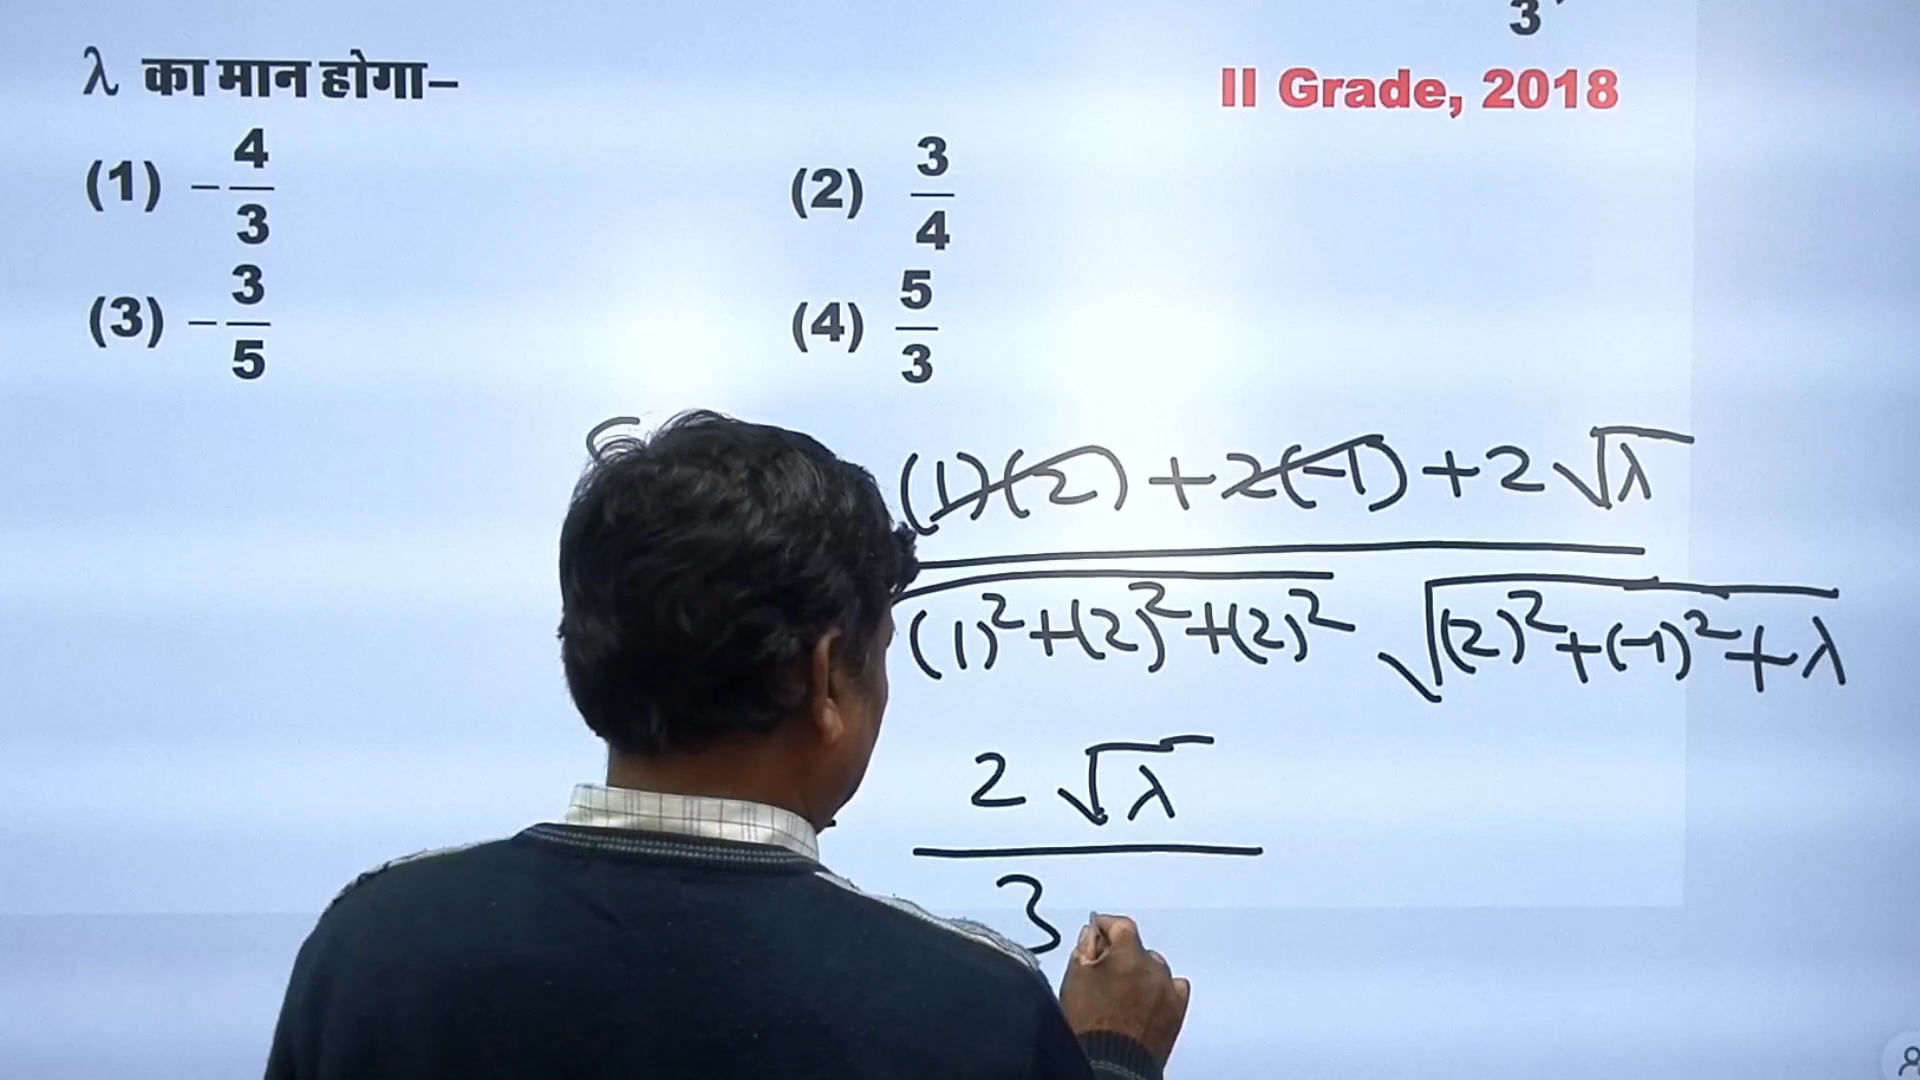 3
λ का मान होगा–
II Grade, 2018
(1) -4/3 (2) 3/4
(3) -3/5 (4) 5/3
(1)(2) + 2(-1) + 2√λ
(1)²+(2)²+(2)² √(2)²+(-1)²+λ
2√λ
3